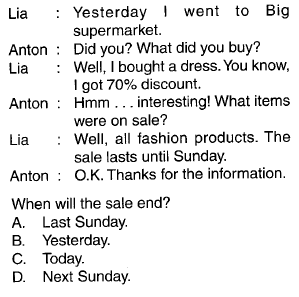 Lia : Yesterday I went to Big
supermarket.
Anton : Did you? What did you buy?
Lia : Well, I bought a dress. You know,
I got 70% discount.
Anton : Hmm . . . interesting! What items
were on sale?
Lia : Well, all fashion products. The
sale lasts until Sunday.
Anton : O.K. Thanks for the information.
When will the sale end?
A. Last Sunday.
B. Yesterday.
C. Today.
D. Next Sunday.